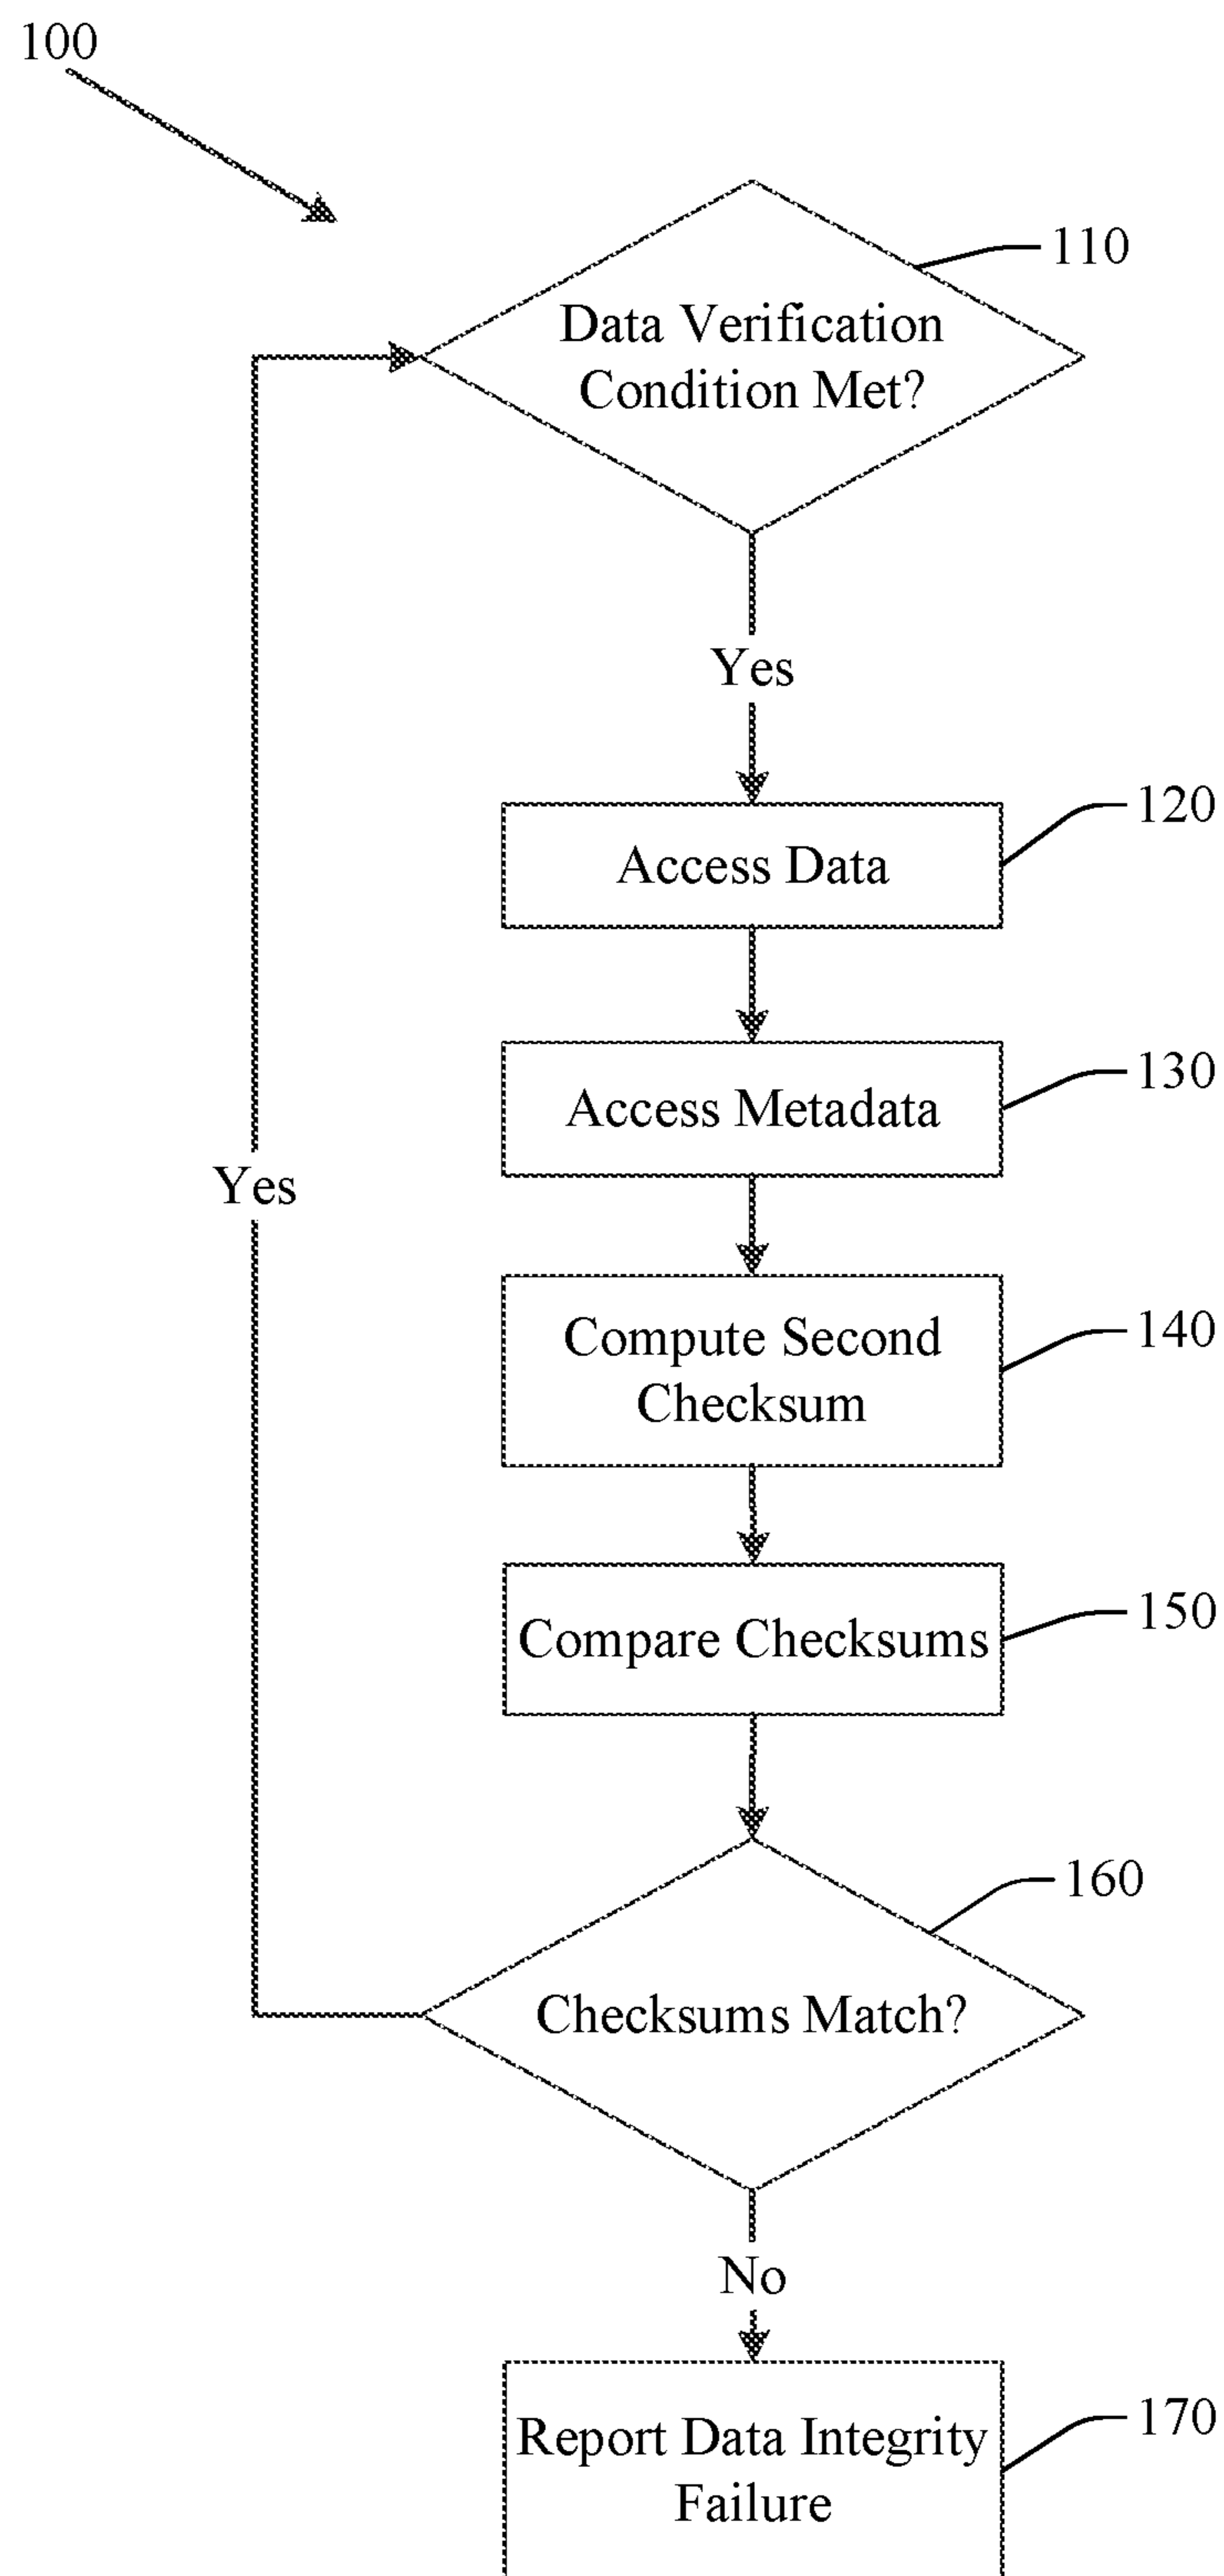 100
110
Data Verification
Condition Met?
Yes
120
Access Data
130
Access Metadata
Yes
140
Compute Second
Checksum
150
Compare Checksums
160
Checksums Match?
No
170
Report Data Integrity
Failure